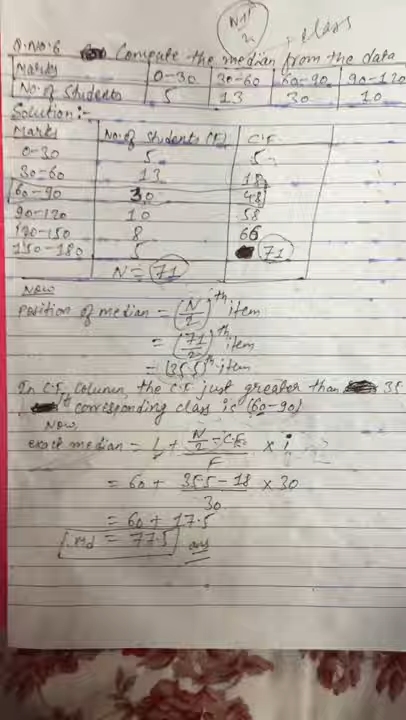 N+1
2
class
Q.NO:6 Compute the median from the data
Marks 0-30 30-60 60-90 90-120
No. of Students 5 13 30 10
Solution:-
Marks No. of Students (F) C.F
0-30 5 5
30-60 13 18
60-90 30 48
90-120 10 58
120-150 8 66
150-180 5 71
N = 71
Now
position of median = (N/2)th item
= (71/2)th item
= (35.5)th item
In C.F column, the C.F just greater than 35
corresponding class is (60-90)
Now,
exact median = L + N/2 - C.F. / F × i
= 60 + 35.5 - 18 / 30 × 30
= 60 + 17.5
Md = 77.5 ans